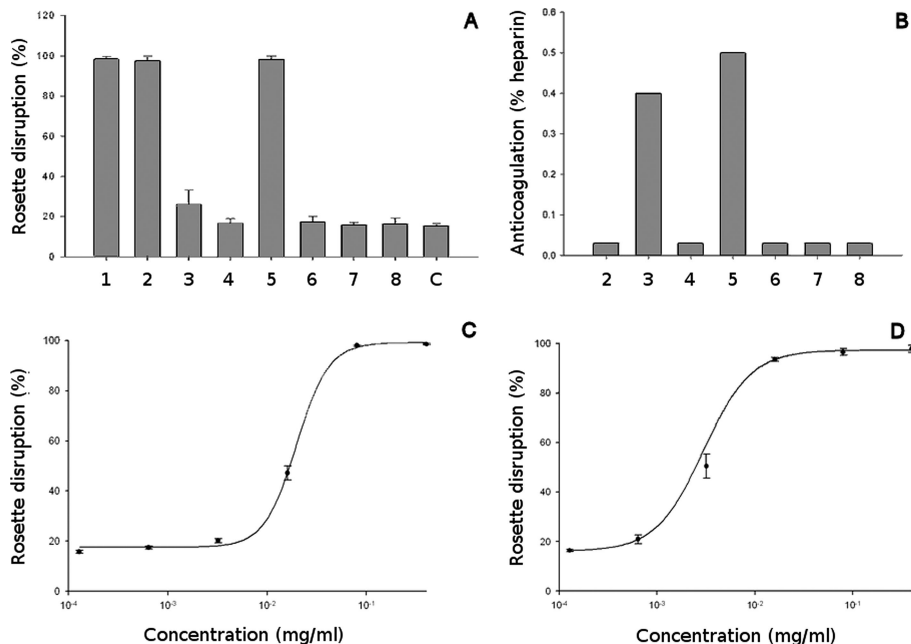 A
Rosette disruption (%)
120
100
80
60
40
20
0
1 2 3 4 5 6 7 8 C
B
Anticoagulation (% heparin)
0.6
0.5
0.4
0.3
0.2
0.1
0.0
2 3 4 5 6 7 8
C
Rosette disruption (%)
100
80
60
40
20
0
10-4 10-3 10-2 10-1
Concentration (mg/ml)
D
Rosette disruption (%)
100
80
60
40
20
0
10-4 10-3 10-2 10-1
Concentration (mg/ml)